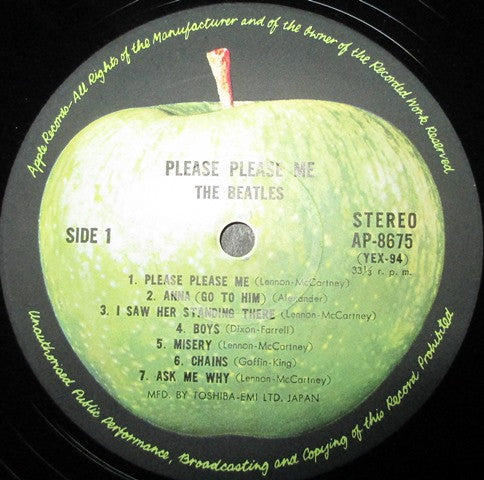 Apple Records-All Rights of the Manufacturer and of the Owner of the Recorded Work Reserved
PLEASE PLEASE ME
THE BEATLES
SIDE 1
STEREO
AP-8675
(YEX-94)
33⅓ r. p. m.
1. PLEASE PLEASE ME (Lennon-McCartney)
2. ANNA (GO TO HIM) (Alexander)
3. I SAW HER STANDING THERE (Lennon-McCartney)
4. BOYS (Dixon-Farrell)
5. MISERY (Lennon-McCartney)
6. CHAINS (Goffin-King)
7. ASK ME WHY (Lennon-McCartney)
MFD. BY TOSHIBA-EMI LTD. JAPAN
Unauthorised Public Performance, Broadcasting and Copying of this Record Prohibited